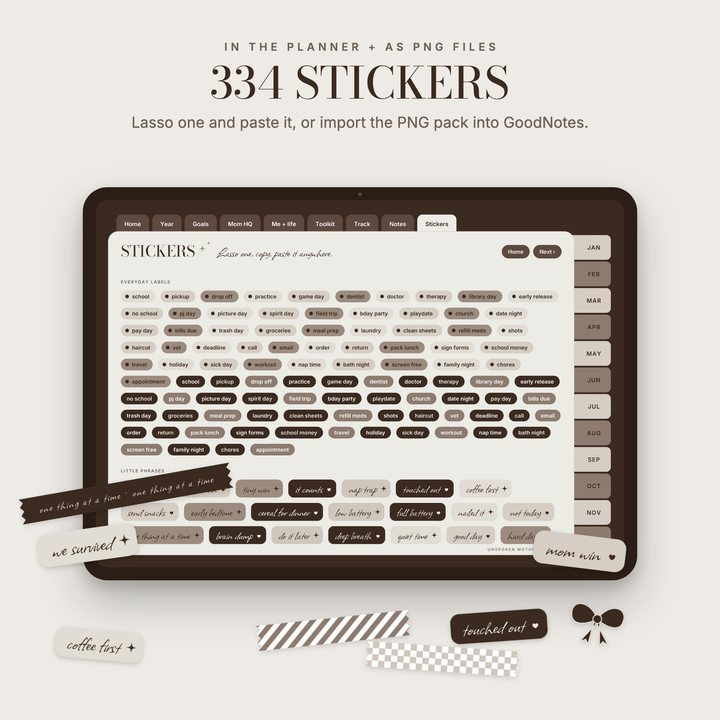 IN THE PLANNER + AS PNG FILES
334 STICKERS
Lasso one and paste it, or import the PNG pack into GoodNotes.
Home Year Goals Mom HQ Me + life Toolkit Track Notes Stickers
STICKERS Lasso one, copy, paste it anywhere. Home Next ›
JAN
FEB
MAR
APR
MAY
JUN
JUL
AUG
SEP
OCT
NOV
EVERYDAY LABELS
school pickup drop off practice game day dentist doctor therapy library day early release
no school pj day picture day spirit day field trip bday party playdate church date night
pay day bills due trash day groceries meal prep laundry clean sheets refill meds shots
haircut vet deadline call email order return pack lunch sign forms school money
travel holiday sick day workout nap time bath night screen free family night chores
appointment school pickup drop off practice game day dentist doctor therapy library day early release
no school pj day picture day spirit day field trip bday party playdate church date night pay day bills due
trash day groceries meal prep laundry clean sheets refill meds shots haircut vet deadline call email
order return pack lunch sign forms school money travel holiday sick day workout nap time bath night
screen free family night chores appointment
LITTLE PHRASES
tiny win it counts nap trap touched out coffee first
send snacks early bedtime cereal for dinner low battery full battery nailed it not today
thing at a time brain dump do it later deep breath quiet time good day hard
UNSPOKEN
one thing at a time · one thing at a time
we survived
mom win
coffee first
touched out